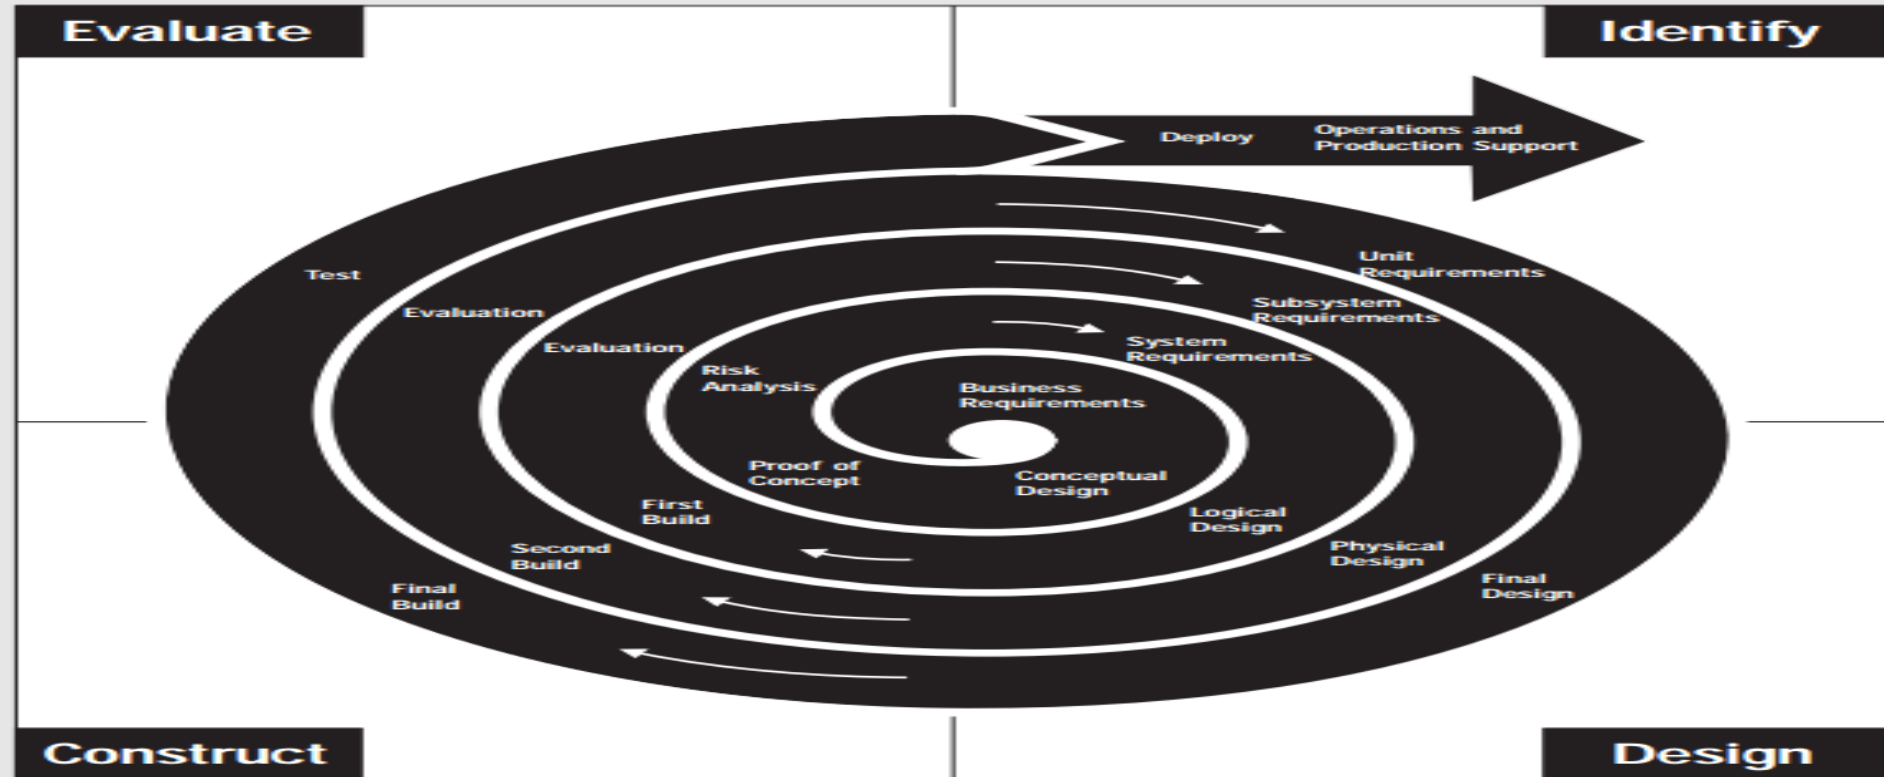 Evaluate
Identify
Deploy
Operations and
Production Support
Unit
Requirements
Test
Subsystem
Requirements
Evaluation
System
Requirements
Evaluation
Risk
Analysis
Business
Requirements
Proof of
Concept
Conceptual
Design
First
Build
Logical
Design
Second
Build
Physical
Design
Final
Build
Final
Design
Construct
Design